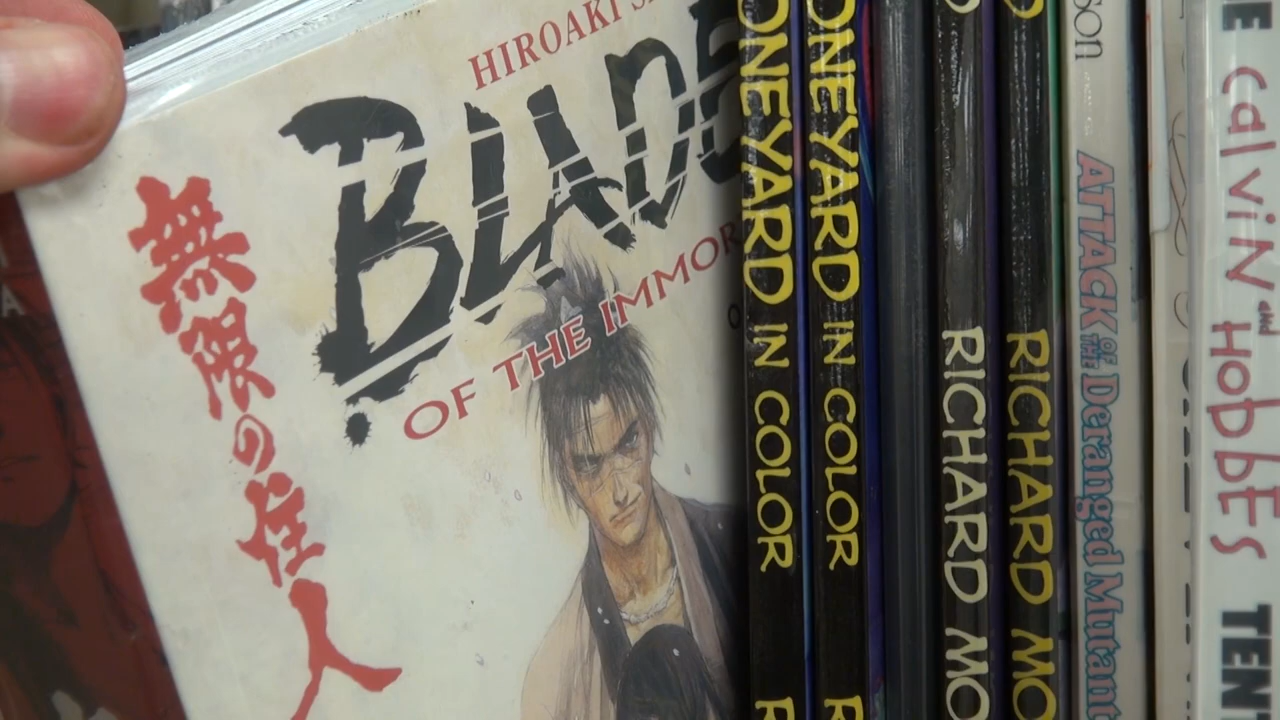 HIROAKI S
BLADE
OF THE IMMOR
無限の住人
ONEYARD IN COLOR
ONEYARD IN COLOR
RICHARD MO
RICHARD MO
SON
ATTACK OF THE Deranged Mutant
E CalviN and HobbES TENT